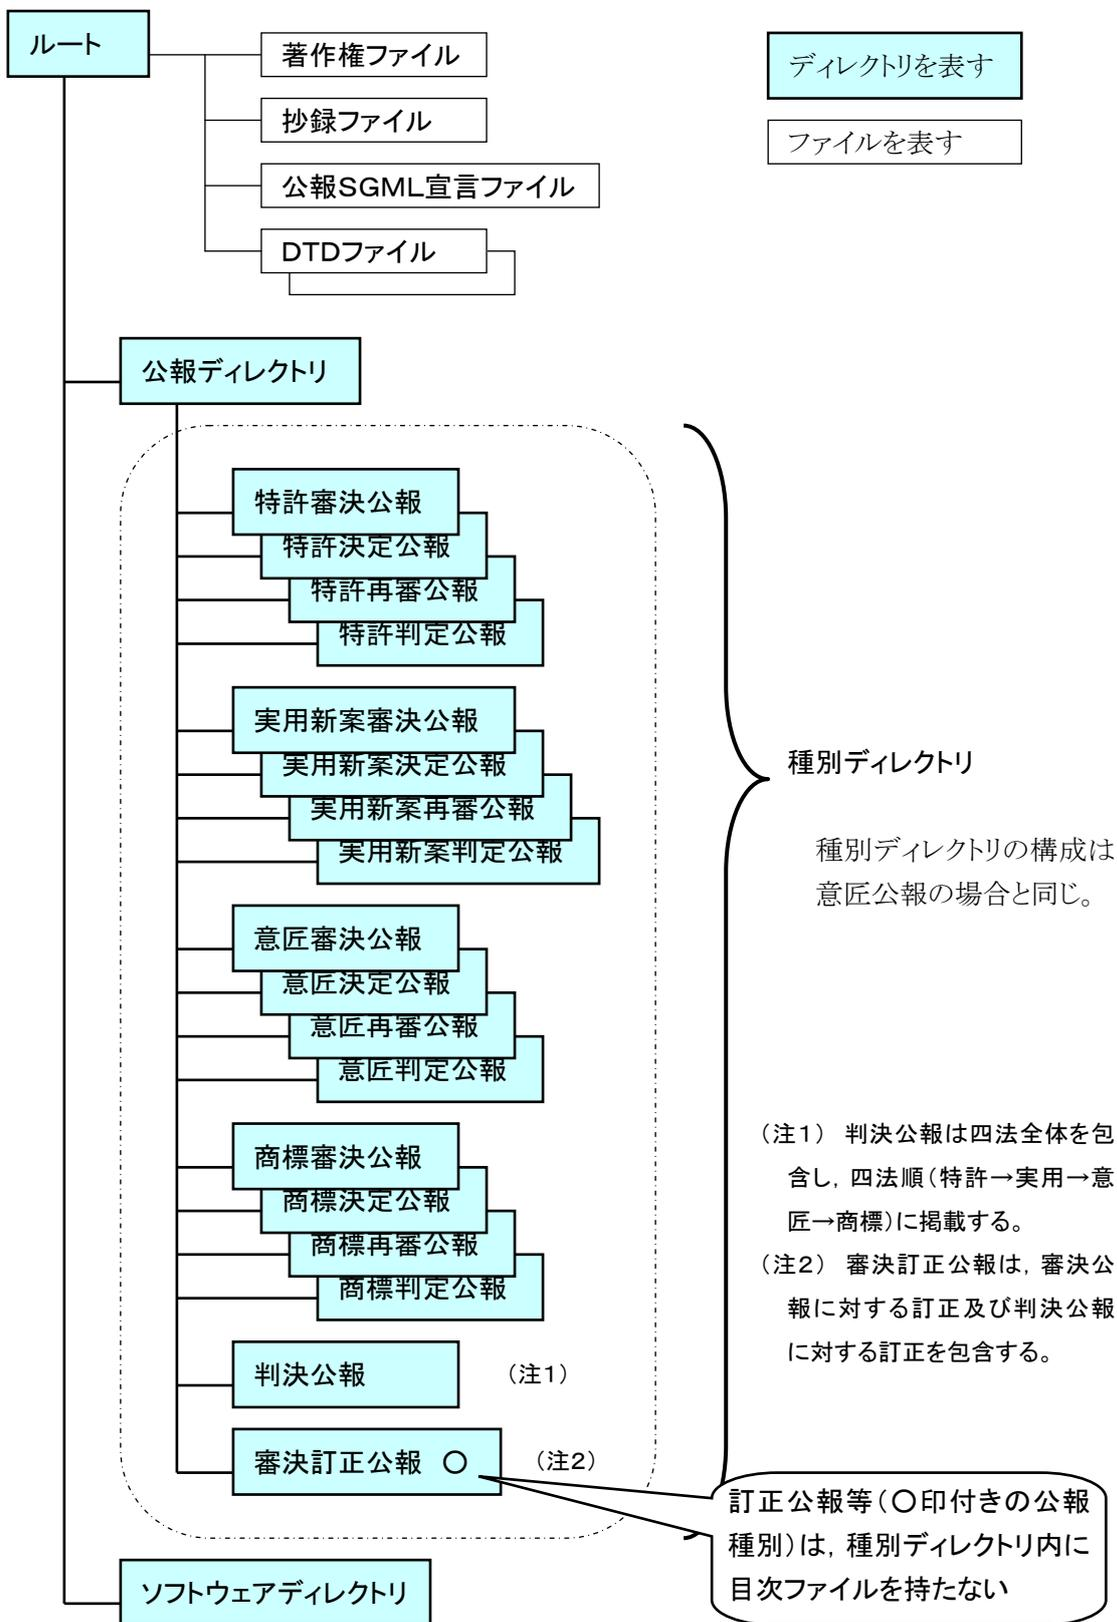 ルート
著作権ファイル
抄録ファイル
公報SGML宣言ファイル
DTDファイル
ディレクトリを表す
ファイルを表す
公報ディレクトリ
特許審決公報
特許決定公報
特許再審公報
特許判定公報
実用新案審決公報
実用新案決定公報
実用新案再審公報
実用新案判定公報
意匠審決公報
意匠決定公報
意匠再審公報
意匠判定公報
商標審決公報
商標決定公報
商標再審公報
商標判定公報
判決公報 (注1)
審決訂正公報 ○ (注2)
種別ディレクトリ
種別ディレクトリの構成は
意匠公報の場合と同じ。
(注1) 判決公報は四法全体を包
含し,四法順(特許→実用→意
匠→商標)に掲載する。
(注2) 審決訂正公報は,審決公
報に対する訂正及び判決公報
に対する訂正を包含する。
訂正公報等(○印付きの公報
種別)は,種別ディレクトリ内に
目次ファイルを持たない
ソフトウェアディレクトリ